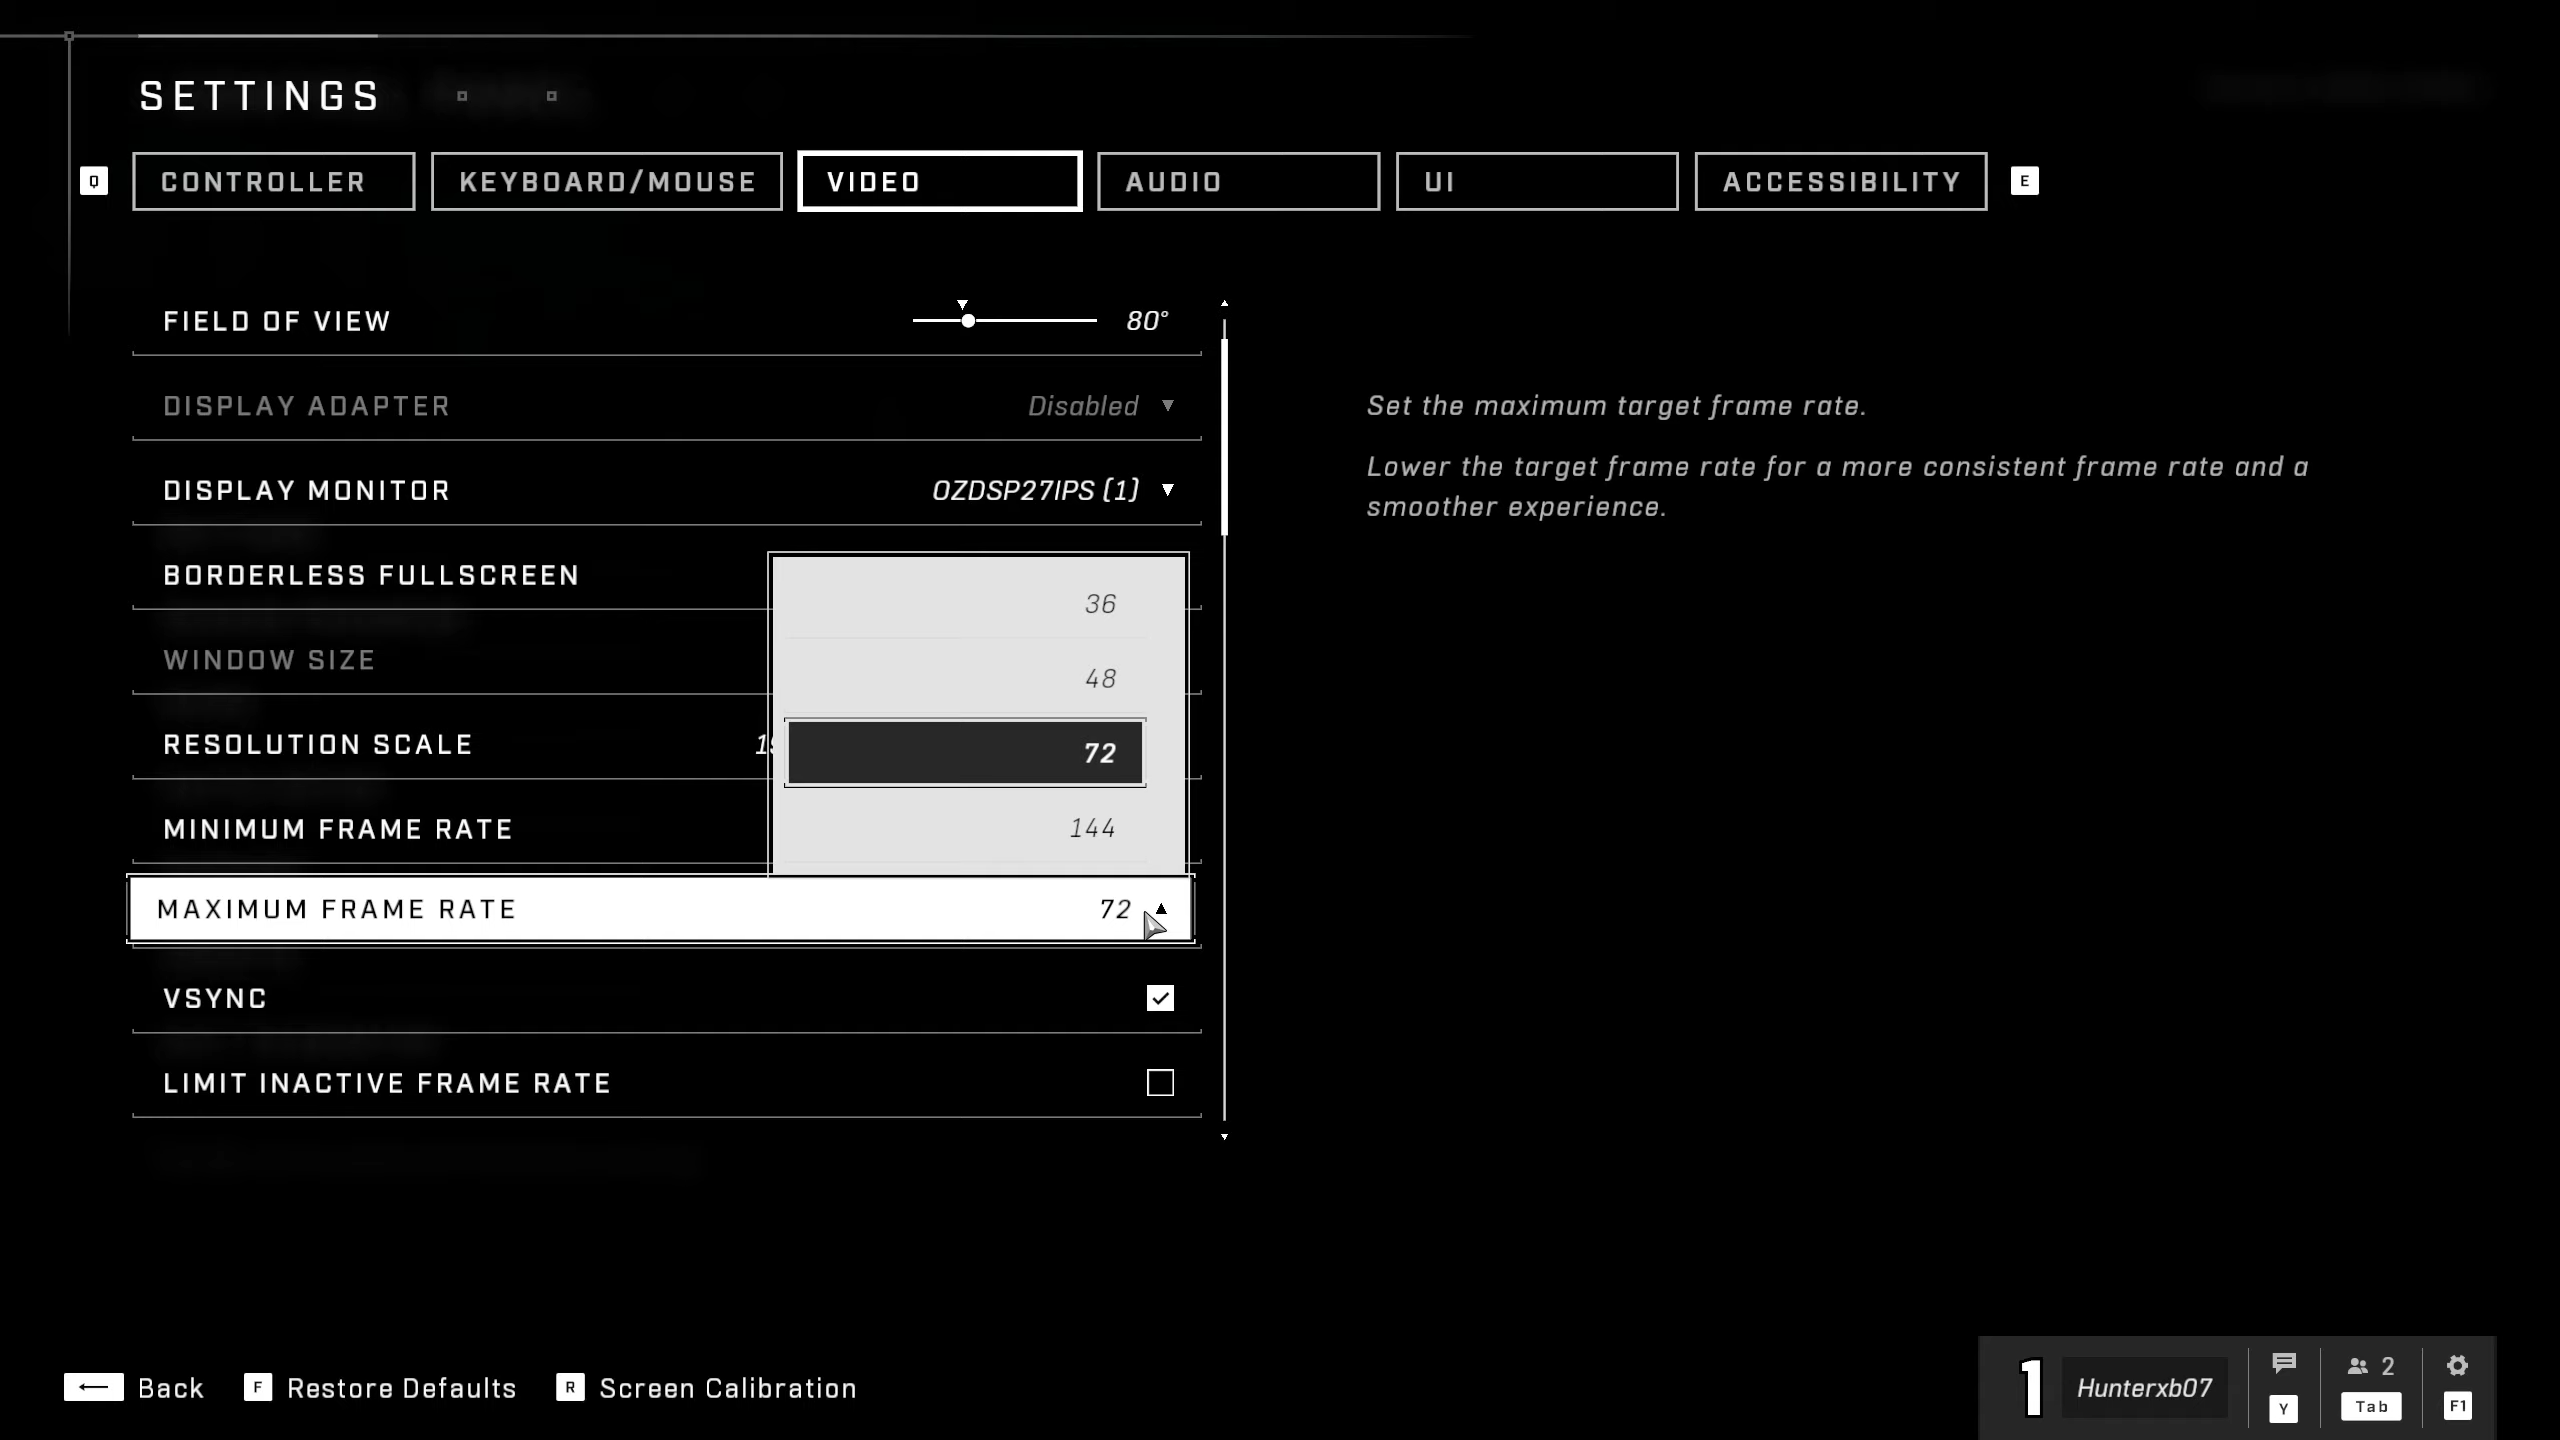 SETTINGS
Q
CONTROLLER
KEYBOARD/MOUSE
VIDEO
AUDIO
UI
ACCESSIBILITY
E
FIELD OF VIEW
80°
DISPLAY ADAPTER
Disabled
DISPLAY MONITOR
OZDSP27IPS (1)
BORDERLESS FULLSCREEN
WINDOW SIZE
RESOLUTION SCALE
MINIMUM FRAME RATE
36
48
72
144
MAXIMUM FRAME RATE
72
VSYNC
LIMIT INACTIVE FRAME RATE
Set the maximum target frame rate.
Lower the target frame rate for a more consistent frame rate and a
smoother experience.
Back
F
Restore Defaults
R
Screen Calibration
1
Hunterxb07
Y
2
Tab
F1